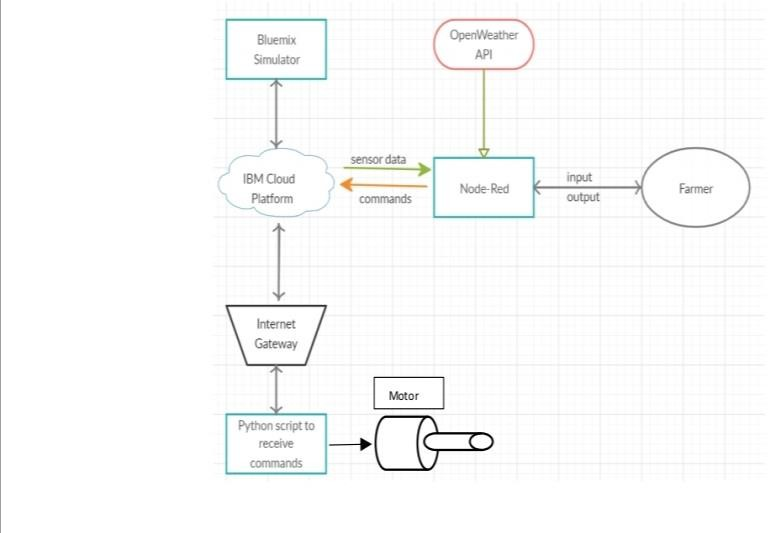 Bluemix
Simulator
OpenWeather
API
sensor data
IBM Cloud
Platform
commands
Node-Red
input
output
Farmer
Internet
Gateway
Motor
Python script to
receive
commands